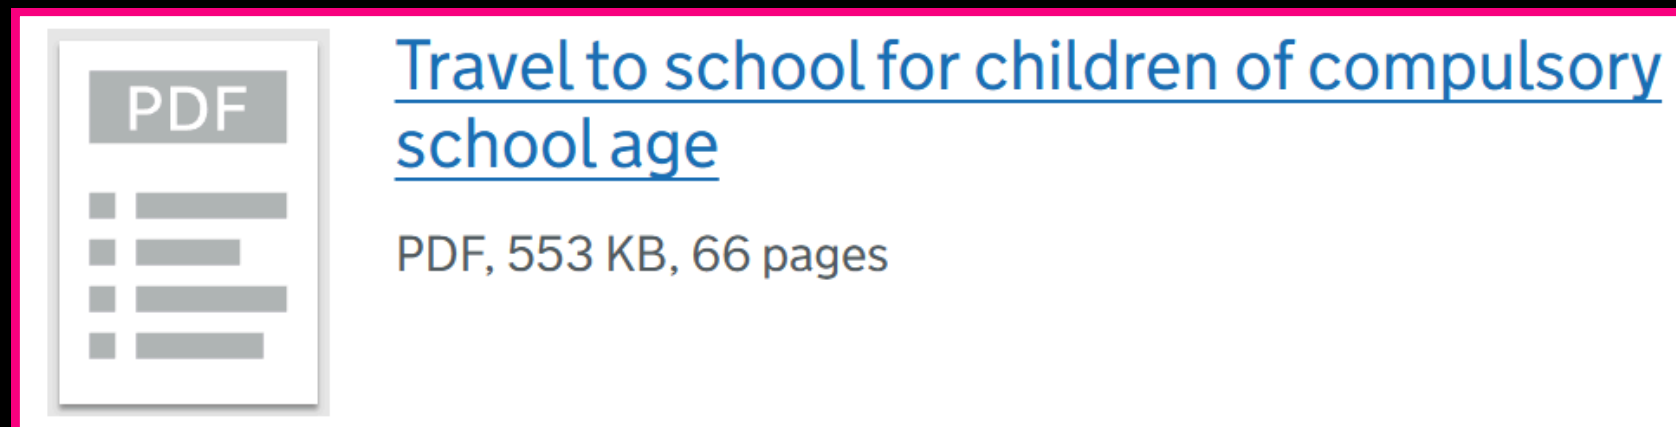 PDF
Travel to school for children of compulsory
school age
PDF, 553 KB, 66 pages